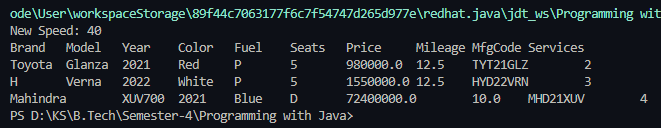 ode\User\workspaceStorage\89f44c7063177f6c7f54747d265d977e\redhat.java\jdt_ws\Programming wit
New Speed: 40
Brand Model Year Color Fuel Seats Price Mileage MfgCode Services
Toyota Glanza 2021 Red P 5 980000.0 12.5 TYT21GLZ 2
H Verna 2022 White P 5 1550000.0 12.5 HYD22VRN 3
Mahindra XUV700 2021 Blue D 72400000.0 10.0 MHD21XUV 4
PS D:\KS\B.Tech\Semester-4\Programming with Java>